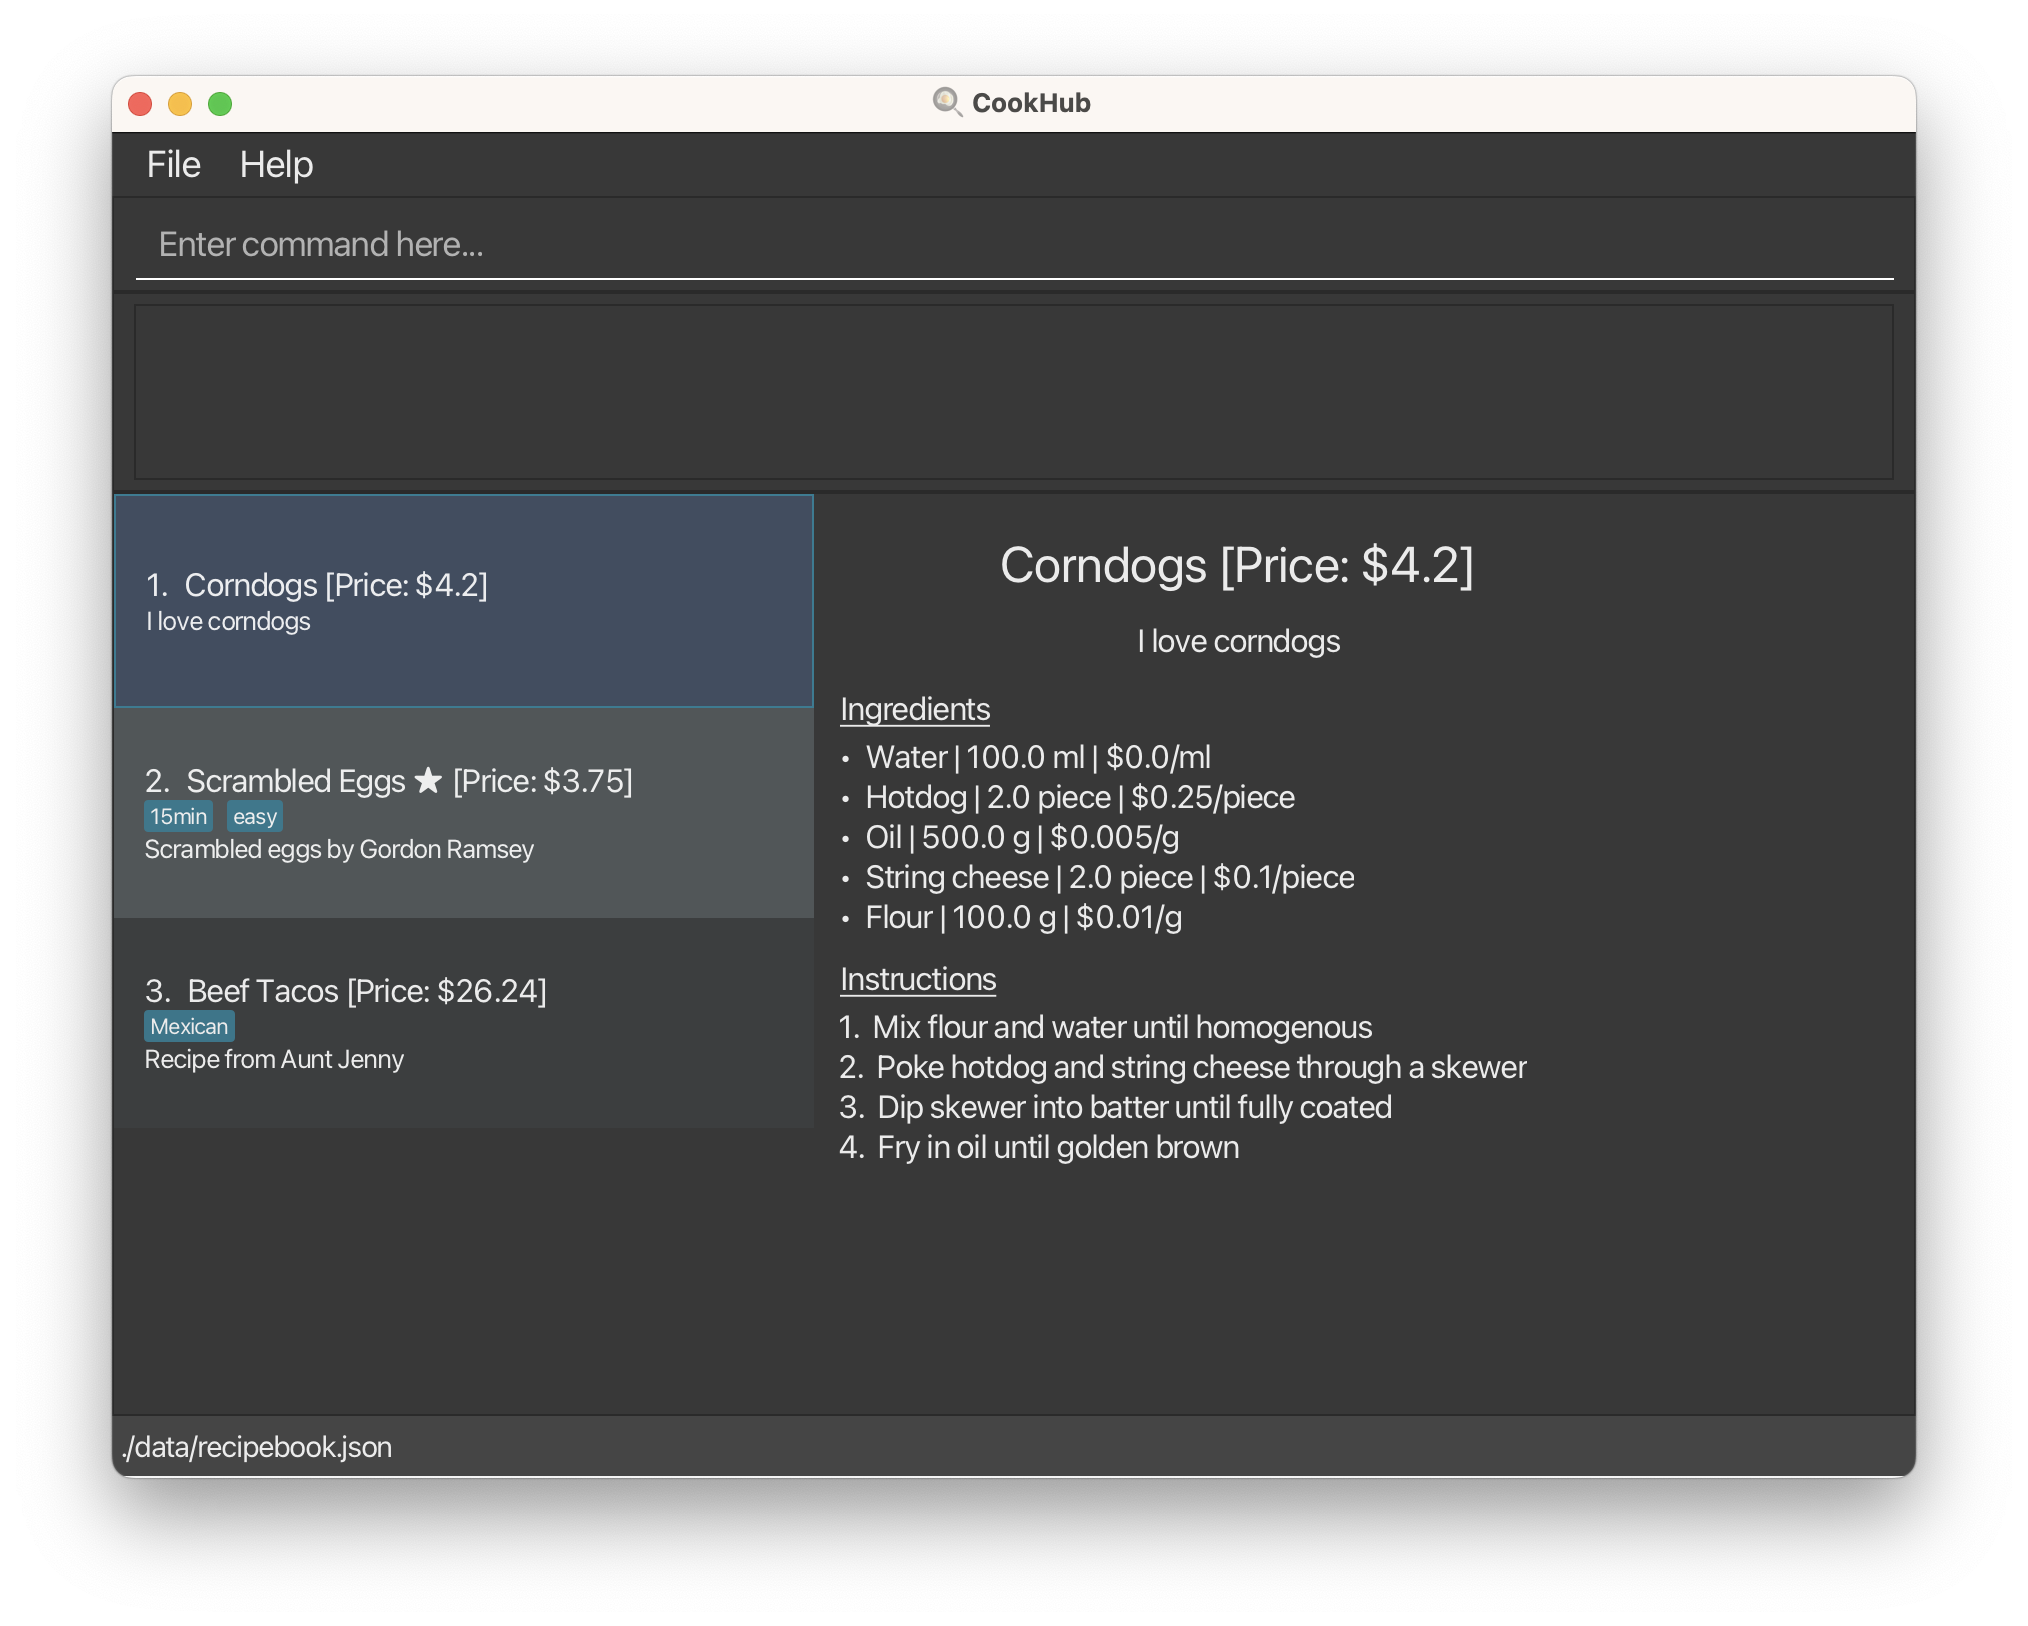 CookHub
File Help
Enter command here...
1. Corndogs [Price: $4.2]
I love corndogs
2. Scrambled Eggs ★ [Price: $3.75]
15min easy
Scrambled eggs by Gordon Ramsey
3. Beef Tacos [Price: $26.24]
Mexican
Recipe from Aunt Jenny
Corndogs [Price: $4.2]
I love corndogs
Ingredients
• Water | 100.0 ml | $0.0/ml
• Hotdog | 2.0 piece | $0.25/piece
• Oil | 500.0 g | $0.005/g
• String cheese | 2.0 piece | $0.1/piece
• Flour | 100.0 g | $0.01/g
Instructions
1. Mix flour and water until homogenous
2. Poke hotdog and string cheese through a skewer
3. Dip skewer into batter until fully coated
4. Fry in oil until golden brown
./data/recipebook.json